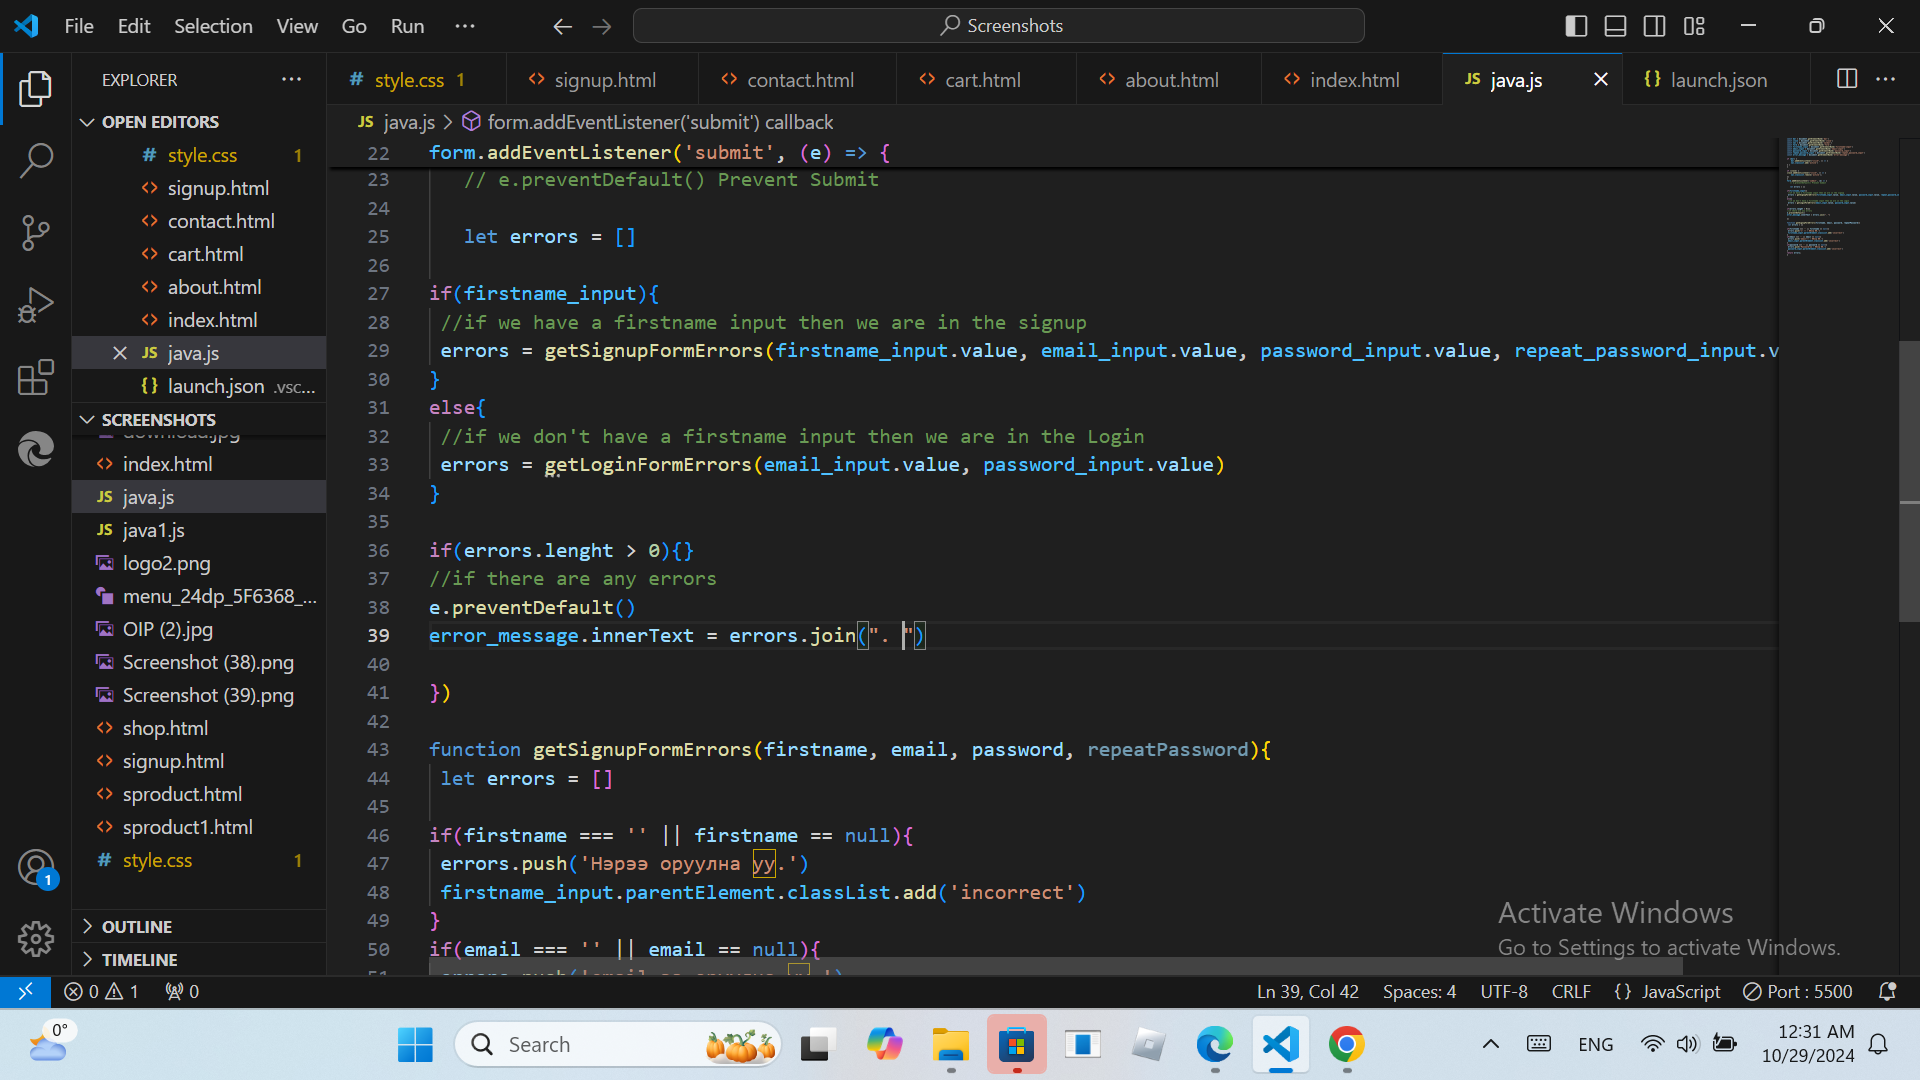 File Edit Selection View Go Run ··· Screenshots
EXPLORER ···
OPEN EDITORS
# style.css 1
<> signup.html
<> contact.html
<> cart.html
<> about.html
<> index.html
JS java.js
{} launch.json .vsc...
SCREENSHOTS
download.jpg
<> index.html
JS java.js
JS java1.js
logo2.png
menu_24dp_5F6368_...
OIP (2).jpg
Screenshot (38).png
Screenshot (39).png
<> shop.html
<> signup.html
<> sproduct.html
<> sproduct1.html
# style.css 1
OUTLINE
TIMELINE
1
# style.css 1 <> signup.html <> contact.html <> cart.html <> about.html <> index.html JS java.js {} launch.json ···
JS java.js > form.addEventListener('submit') callback
22 form.addEventListener('submit', (e) => {
23 // e.preventDefault() Prevent Submit
24
25 let errors = []
26
27 if(firstname_input){
28 //if we have a firstname input then we are in the signup
29 errors = getSignupFormErrors(firstname_input.value, email_input.value, password_input.value, repeat_password_input.v
30 }
31 else{
32 //if we don't have a firstname input then we are in the Login
33 errors = getLoginFormErrors(email_input.value, password_input.value)
34 }
35
36 if(errors.lenght > 0){}
37 //if there are any errors
38 e.preventDefault()
39 error_message.innerText = errors.join(". ")
40
41 })
42
43 function getSignupFormErrors(firstname, email, password, repeatPassword){
44 let errors = []
45
46 if(firstname === '' || firstname == null){
47 errors.push('Нэрээ оруулна уу.')
48 firstname_input.parentElement.classList.add('incorrect')
49 }
50 if(email === '' || email == null){
Activate Windows
Go to Settings to activate Windows.
0 1 0 Ln 39, Col 42 Spaces: 4 UTF-8 CRLF {} JavaScript Port : 5500
0° Search ENG 12:31 AM
10/29/2024